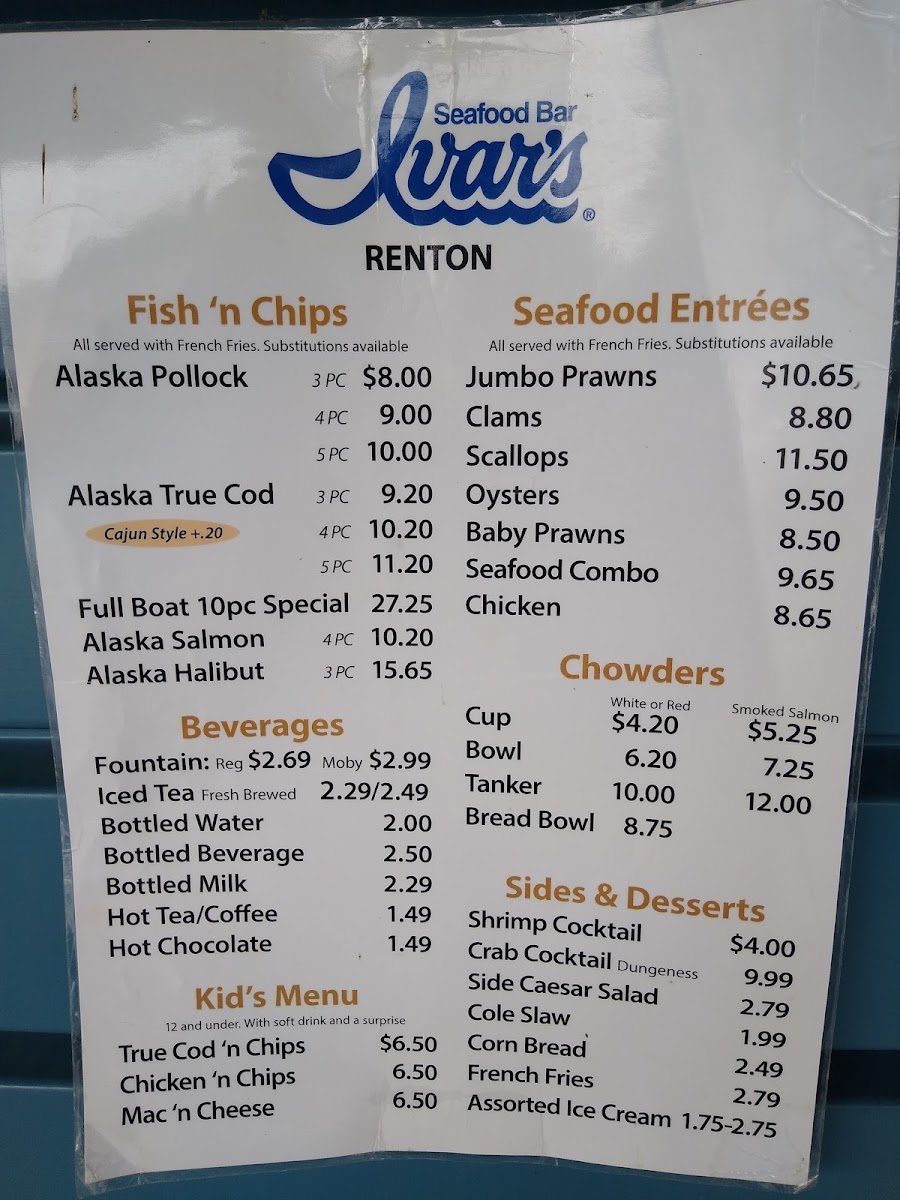 Seafood Bar
Ivar's®
RENTON
Fish 'n Chips
All served with French Fries. Substitutions available
Alaska Pollock 3 PC $8.00
4 PC 9.00
5 PC 10.00
Alaska True Cod 3 PC 9.20
Cajun Style +.20 4 PC 10.20
5 PC 11.20
Full Boat 10pc Special 27.25
Alaska Salmon 4 PC 10.20
Alaska Halibut 3 PC 15.65
Beverages
Fountain: Reg $2.69 Moby $2.99
Iced Tea Fresh Brewed 2.29/2.49
Bottled Water 2.00
Bottled Beverage 2.50
Bottled Milk 2.29
Hot Tea/Coffee 1.49
Hot Chocolate 1.49
Kid's Menu
12 and under. With soft drink and a surprise
True Cod 'n Chips $6.50
Chicken 'n Chips 6.50
Mac 'n Cheese 6.50
Seafood Entrées
All served with French Fries. Substitutions available
Jumbo Prawns $10.65
Clams 8.80
Scallops 11.50
Oysters 9.50
Baby Prawns 8.50
Seafood Combo 9.65
Chicken 8.65
Chowders
White or Red Smoked Salmon
Cup $4.20 $5.25
Bowl 6.20 7.25
Tanker 10.00 12.00
Bread Bowl 8.75
Sides & Desserts
Shrimp Cocktail $4.00
Crab Cocktail Dungeness 9.99
Side Caesar Salad 2.79
Cole Slaw 1.99
Corn Bread 2.49
French Fries 2.79
Assorted Ice Cream 1.75-2.75